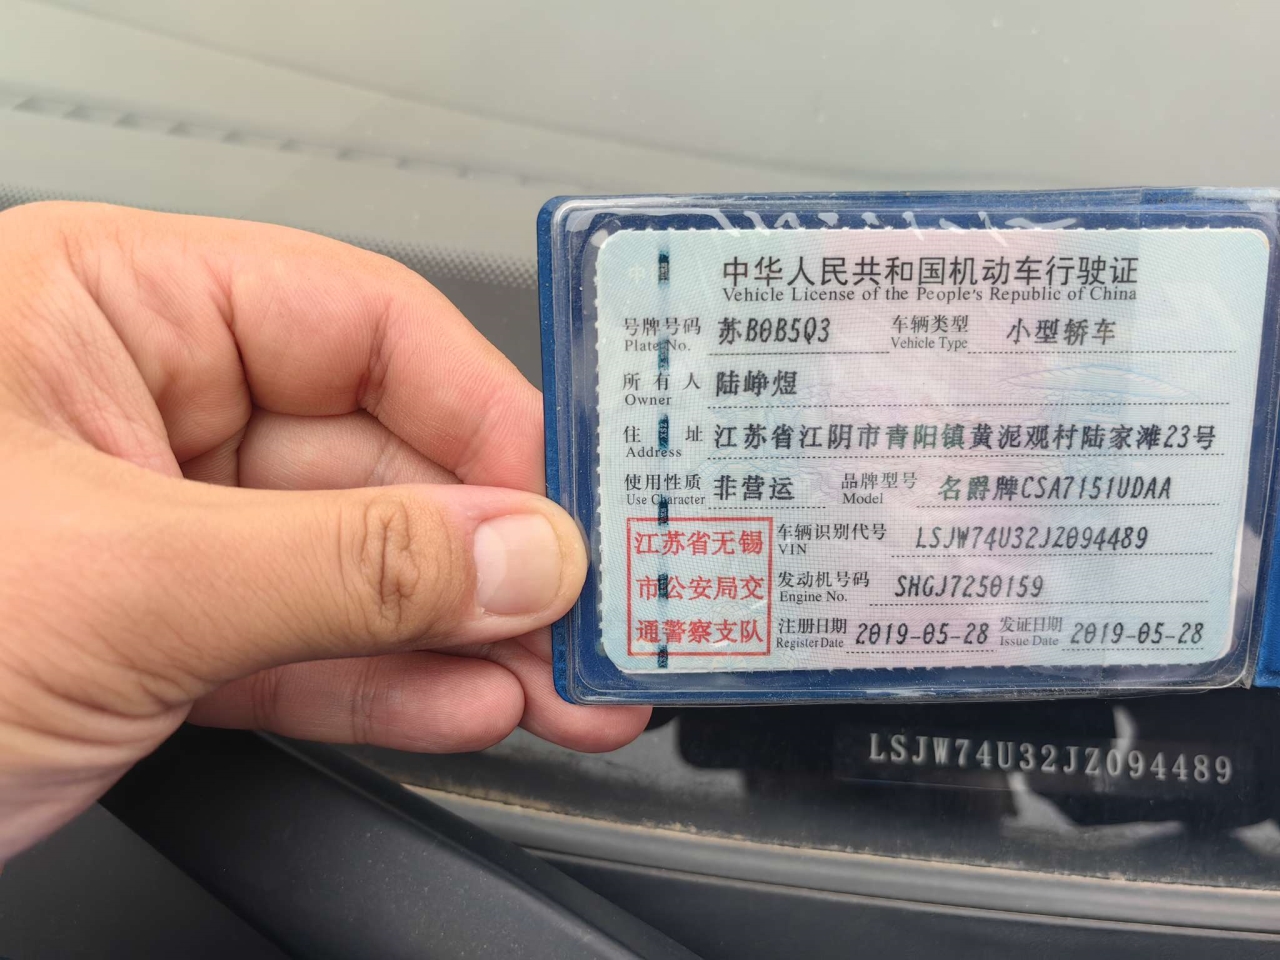 中华人民共和国机动车行驶证
Vehicle License of the People's Republic of China
号牌号码 苏B0B5Q3 车辆类型 小型轿车
Plate No. Vehicle Type
所有人 陆峥煜
Owner
住址 江苏省江阴市青阳镇黄泥观村陆家滩23号
Address
使用性质 非营运 品牌型号 名爵牌CSA7151UDAA
Use Character Model
江苏省无锡
市公安局交
通警察支队
车辆识别代号 LSJW74U32JZ094489
VIN
发动机号码 SHGJ7250159
Engine No.
注册日期 2019-05-28 发证日期 2019-05-28
Register Date Issue Date
LSJW74U32JZ094489